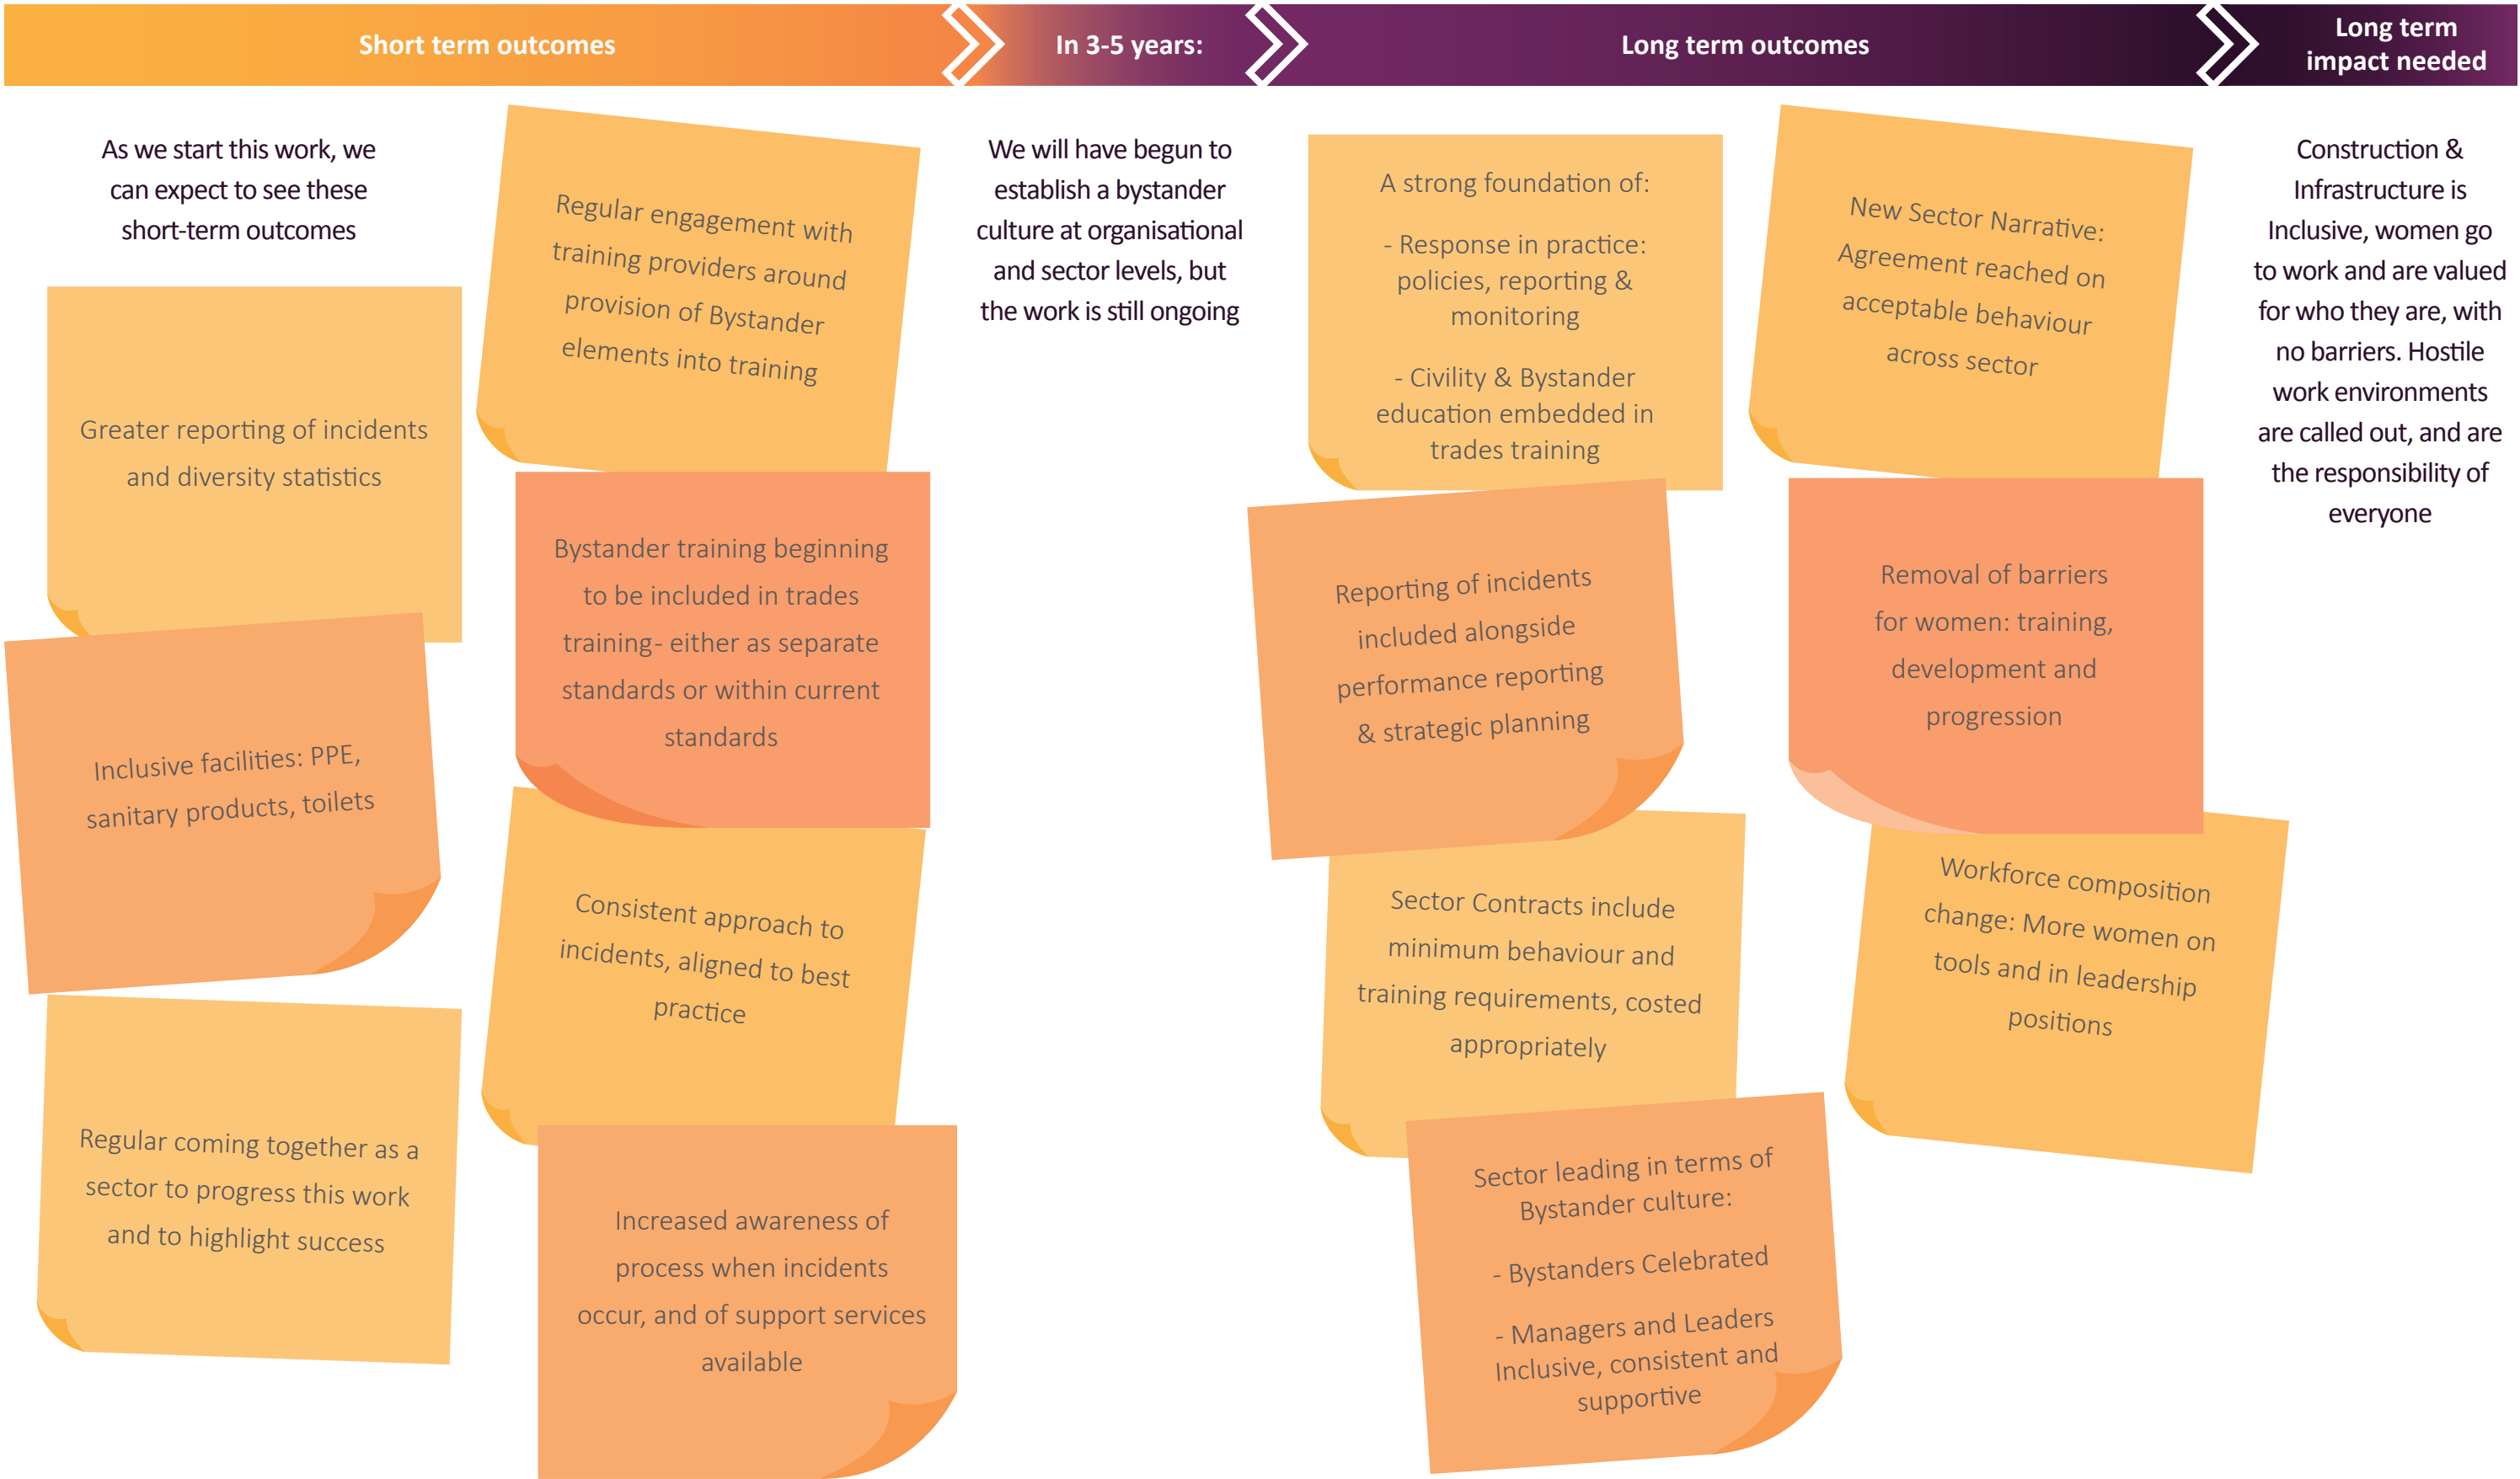 Short term outcomes
In 3-5 years:
Long term outcomes
Long term
impact needed
As we start this work, we
can expect to see these
short-term outcomes
Greater reporting of incidents
and diversity statistics
Inclusive facilities: PPE,
sanitary products, toilets
Regular coming together as a
sector to progress this work
and to highlight success
Regular engagement with
training providers around
provision of Bystander
elements into training
Bystander training beginning
to be included in trades
training- either as separate
standards or within current
standards
Consistent approach to
incidents, aligned to best
practice
Increased awareness of
process when incidents
occur, and of support services
available
We will have begun to
establish a bystander
culture at organisational
and sector levels, but
the work is still ongoing
A strong foundation of:
- Response in practice:
policies, reporting &
monitoring
- Civility & Bystander
education embedded in
trades training
Reporting of incidents
included alongside
performance reporting
& strategic planning
Sector Contracts include
minimum behaviour and
training requirements, costed
appropriately
Sector leading in terms of
Bystander culture:
- Bystanders Celebrated
- Managers and Leaders
Inclusive, consistent and
supportive
New Sector Narrative:
Agreement reached on
acceptable behaviour
across sector
Removal of barriers
for women: training,
development and
progression
Workforce composition
change: More women on
tools and in leadership
positions
Construction &
Infrastructure is
Inclusive, women go
to work and are valued
for who they are, with
no barriers. Hostile
work environments
are called out, and are
the responsibility of
everyone